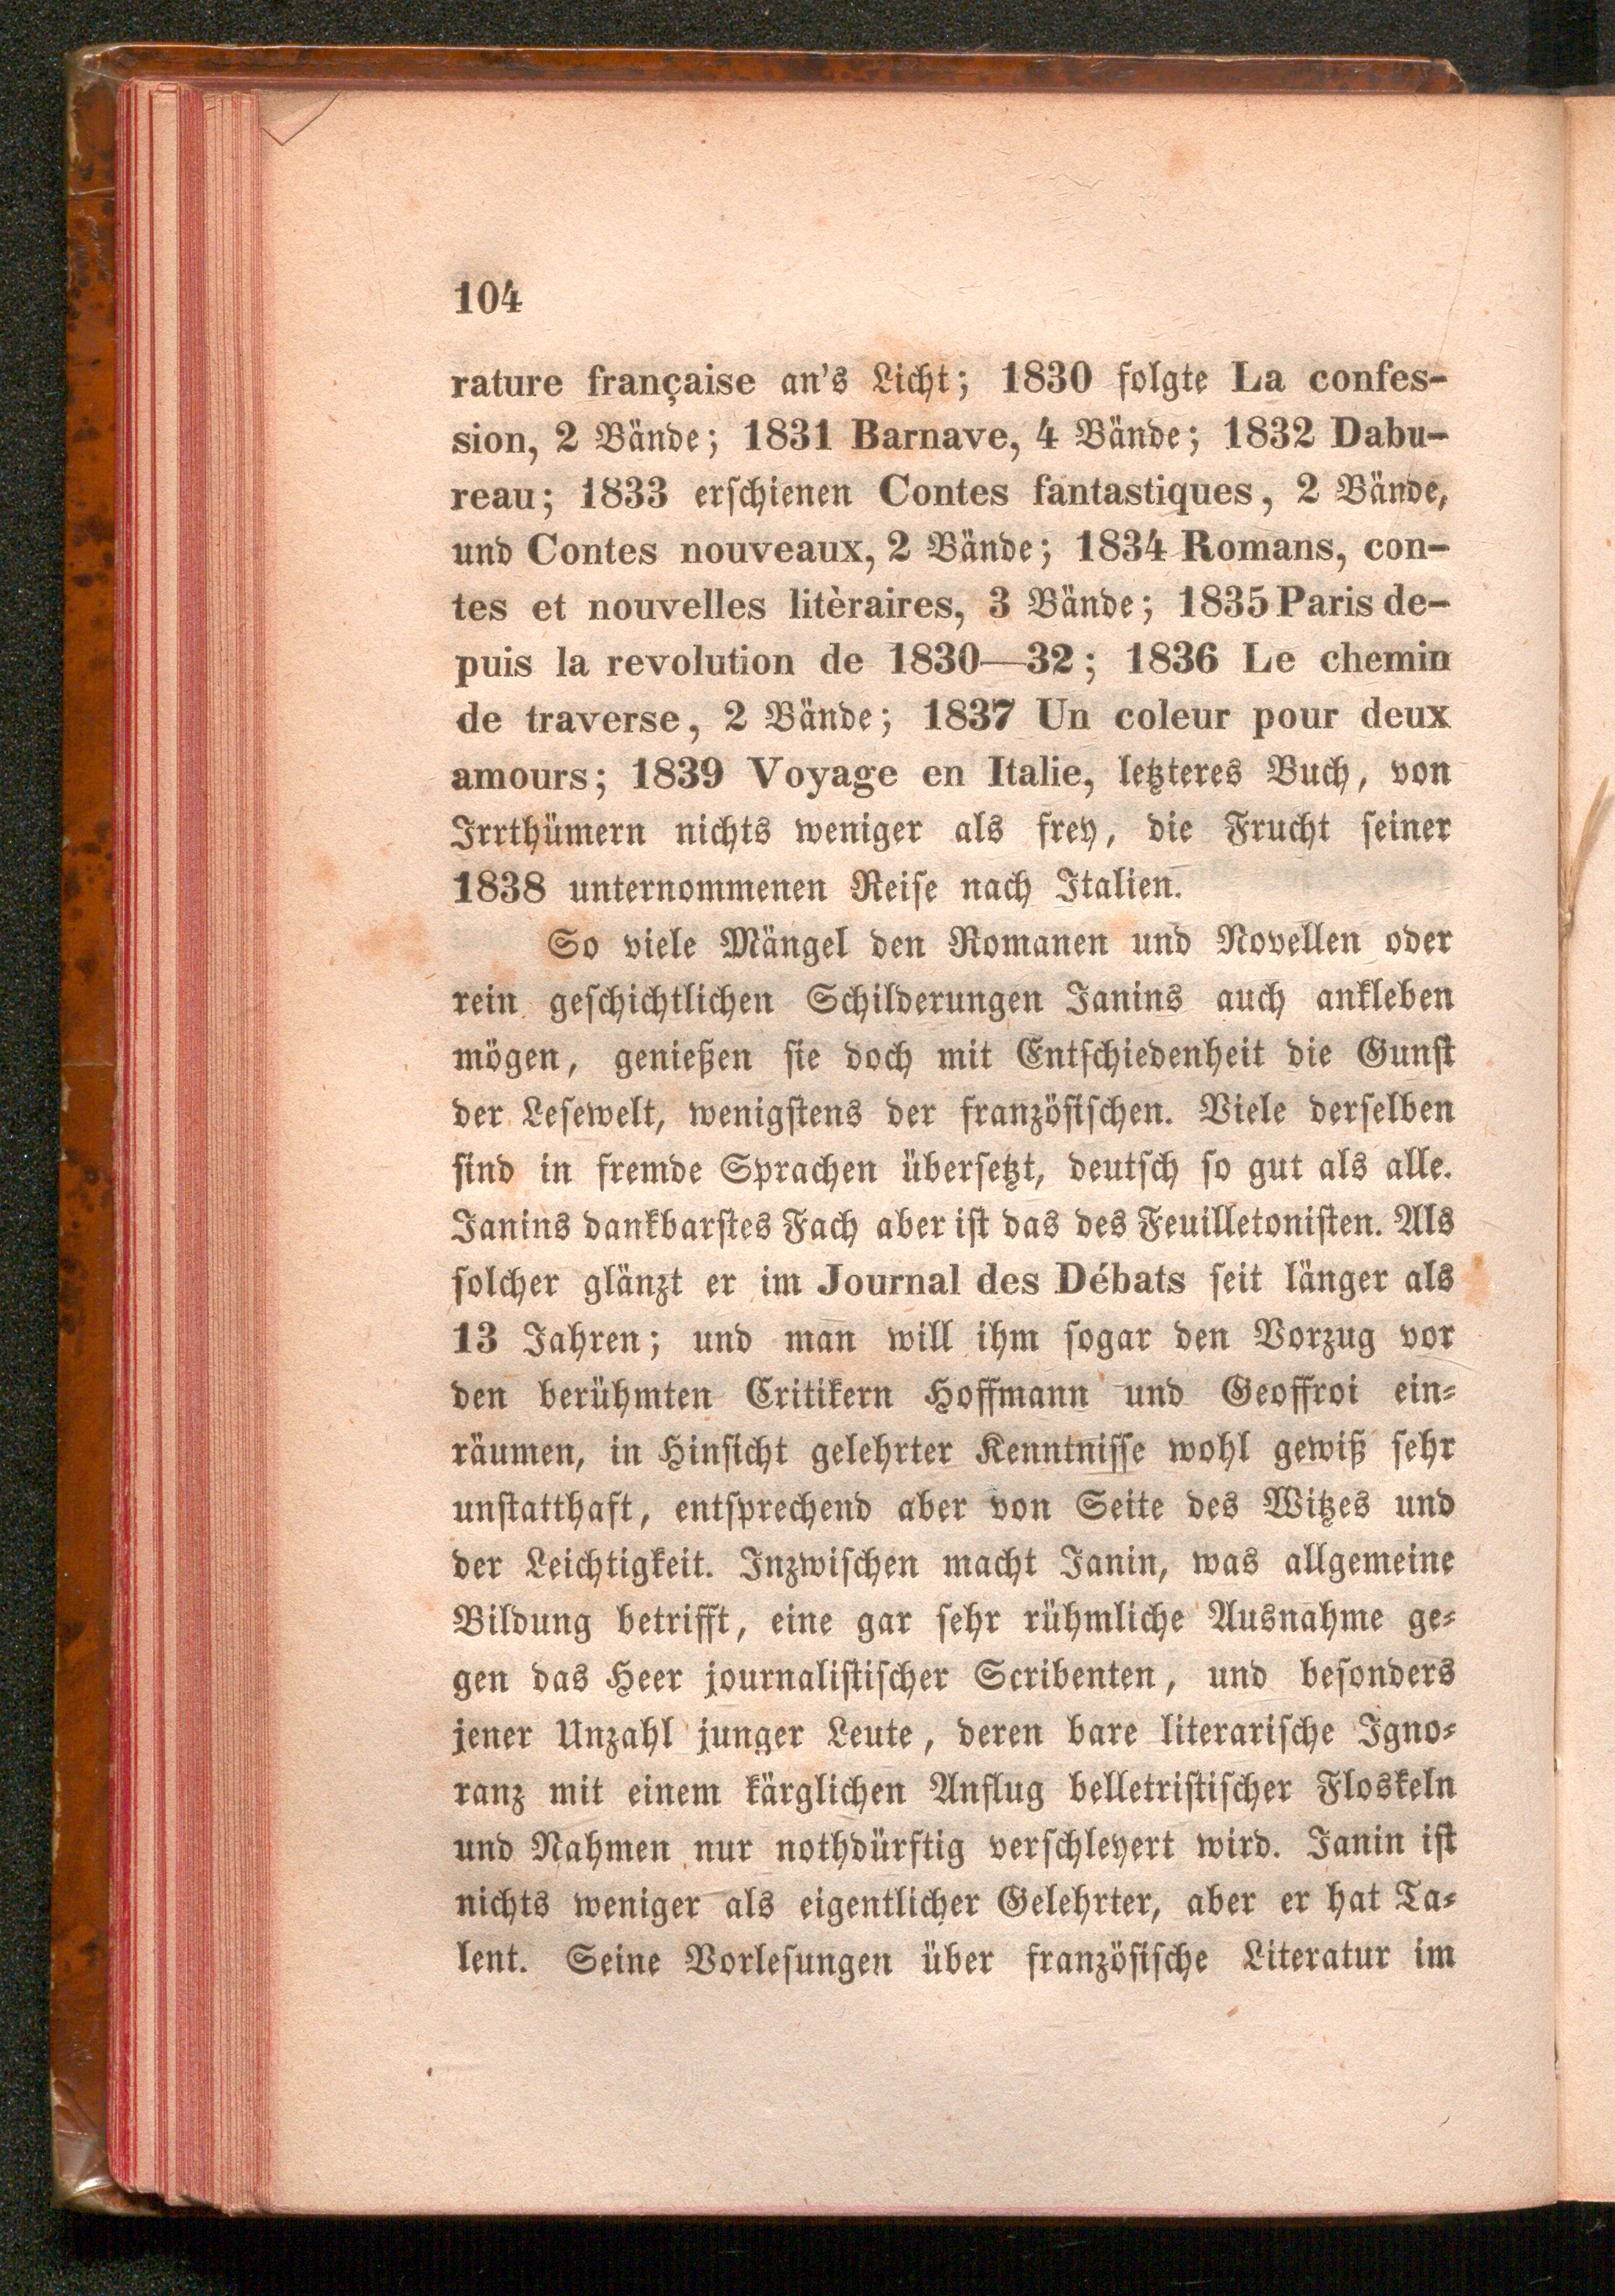 104
rature française an's Licht; 1830 folgte La confes-
sion, 2 Bände; 1831 Barnave, 4 Bände; 1832 Dabu-
reau; 1833 erschienen Contes fantastiques, 2 Bände,
und Contes nouveaux, 2 Bände; 1834 Romans, con-
tes et nouvelles litèraires, 3 Bände; 1835 Paris de-
puis la revolution de 1830—32; 1836 Le chemin
de traverse, 2 Bände; 1837 Un coleur pour deux
amours; 1839 Voyage en Italie, letzteres Buch, von
Irrthümern nichts weniger als frey, die Frucht seiner
1838 unternommenen Reise nach Italien.
So viele Mängel den Romanen und Novellen oder
rein geschichtlichen Schilderungen Janins auch ankleben
mögen, genießen sie doch mit Entschiedenheit die Gunst
der Lesewelt, wenigstens der französischen. Viele derselben
sind in fremde Sprachen übersetzt, deutsch so gut als alle.
Janins dankbarstes Fach aber ist das des Feuilletonisten. Als
solcher glänzt er im Journal des Débats seit länger als
13 Jahren; und man will ihm sogar den Vorzug vor
den berühmten Critikern Hoffmann und Geoffroi ein-
räumen, in Hinsicht gelehrter Kenntnisse wohl gewiß sehr
unstatthaft, entsprechend aber von Seite des Witzes und
der Leichtigkeit. Inzwischen macht Janin, was allgemeine
Bildung betrifft, eine gar sehr rühmliche Ausnahme ge-
gen das Heer journalistischer Scribenten, und besonders
jener Unzahl junger Leute, deren bare literarische Igno-
ranz mit einem kärglichen Anflug belletristischer Floskeln
und Nahmen nur nothdürftig verschleyert wird. Janin ist
nichts weniger als eigentlicher Gelehrter, aber er hat Ta-
lent. Seine Vorlesungen über französische Literatur im